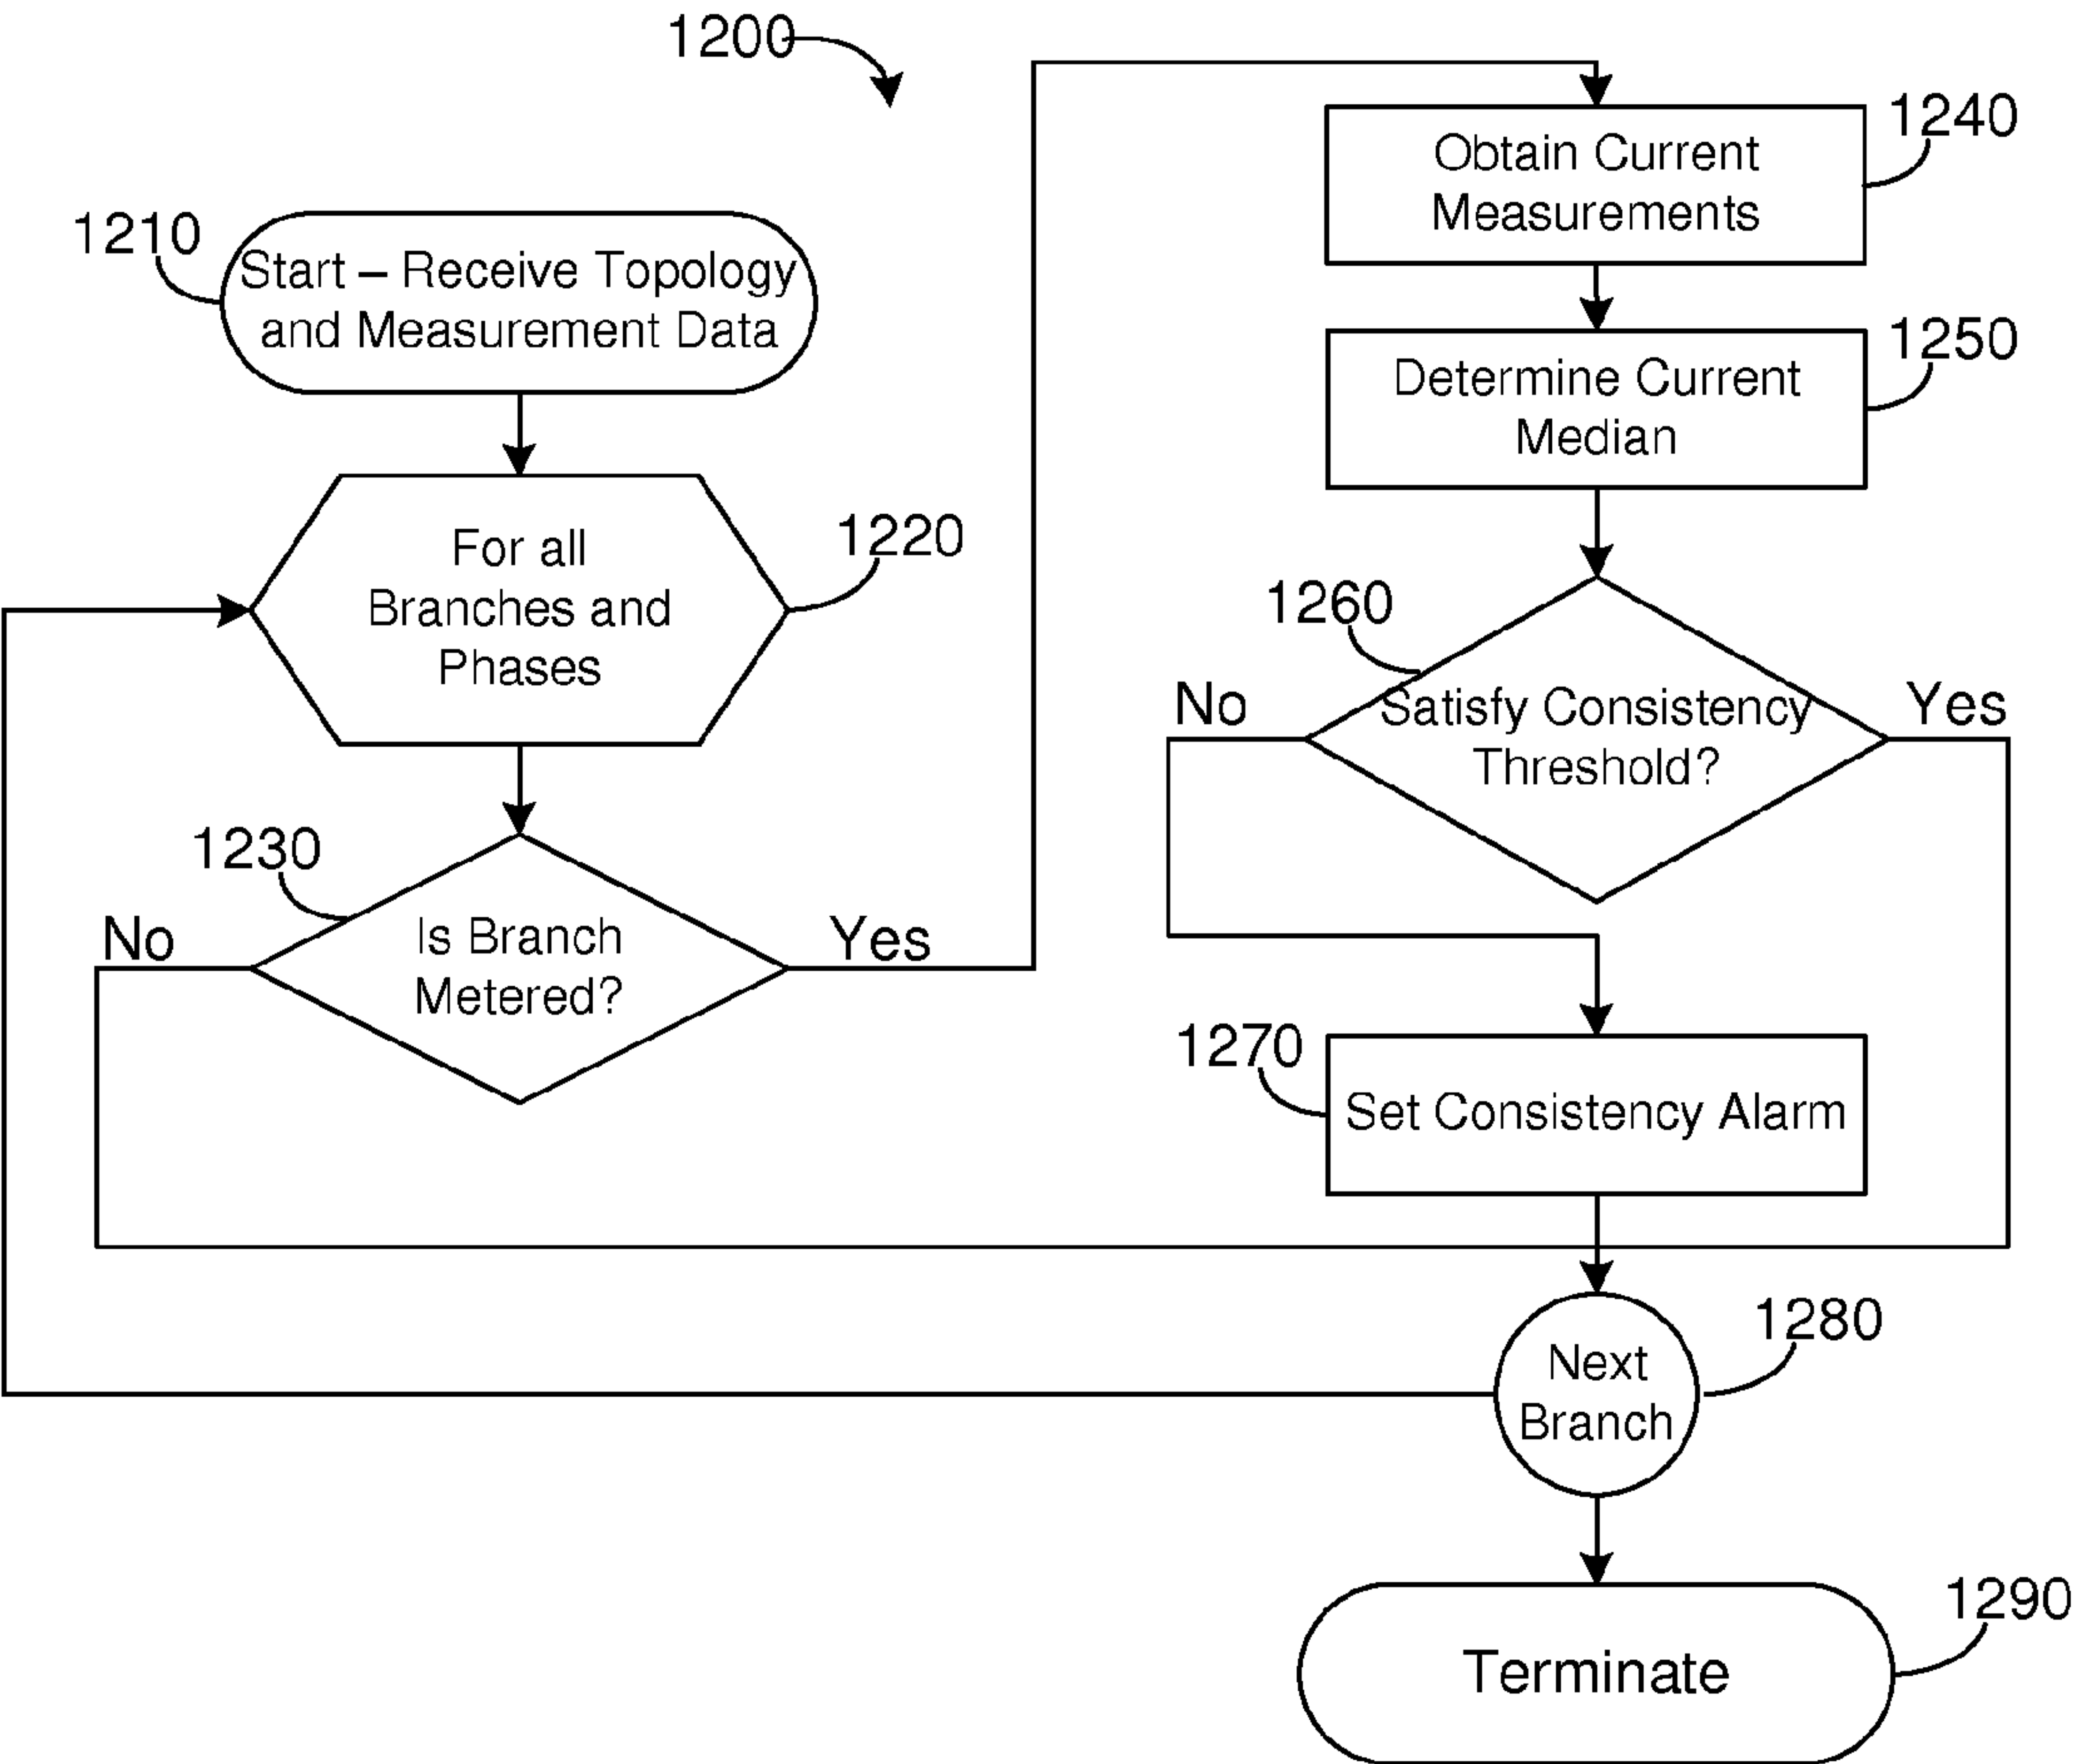 1200
1210
Start – Receive Topology
and Measurement Data
For all
Branches and
Phases
1220
1230
No
Is Branch
Metered?
Yes
Obtain Current
Measurements
1240
Determine Current
Median
1250
1260
No
Satisfy Consistency
Threshold?
Yes
1270
Set Consistency Alarm
Next
Branch
1280
Terminate
1290